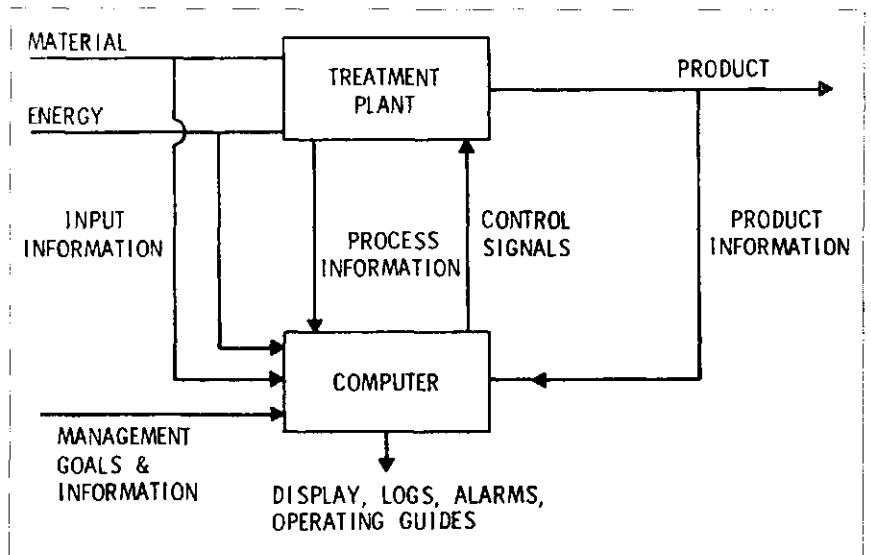 MATERIAL
TREATMENT
PLANT
PRODUCT
ENERGY
INPUT
INFORMATION
PROCESS
INFORMATION
CONTROL
SIGNALS
PRODUCT
INFORMATION
COMPUTER
MANAGEMENT
GOALS &
INFORMATION
DISPLAY, LOGS, ALARMS,
OPERATING GUIDES